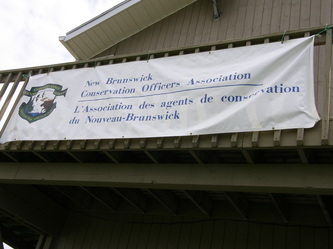 New Brunswick
Conservation Officers Association
L'Association des agents de conservation
du Nouveau-Brunswick